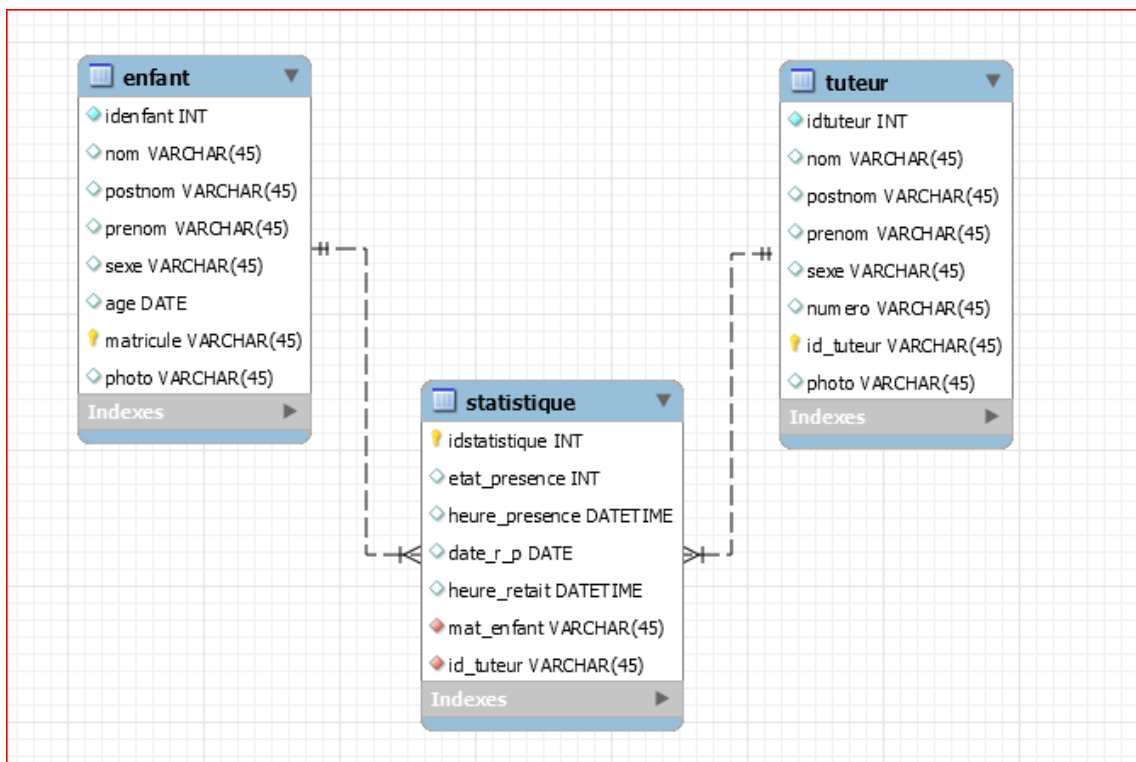 enfant
idenfant INT
nom VARCHAR(45)
postnom VARCHAR(45)
prenom VARCHAR(45)
sexe VARCHAR(45)
age DATE
matricule VARCHAR(45)
photo VARCHAR(45)
Indexes
tuteur
idtuteur INT
nom VARCHAR(45)
postnom VARCHAR(45)
prenom VARCHAR(45)
sexe VARCHAR(45)
numero VARCHAR(45)
id_tuteur VARCHAR(45)
photo VARCHAR(45)
Indexes
statistique
idstatistique INT
etat_presence INT
heure_presence DATETIME
date_r_p DATE
heure_retait DATETIME
mat_enfant VARCHAR(45)
id_tuteur VARCHAR(45)
Indexes